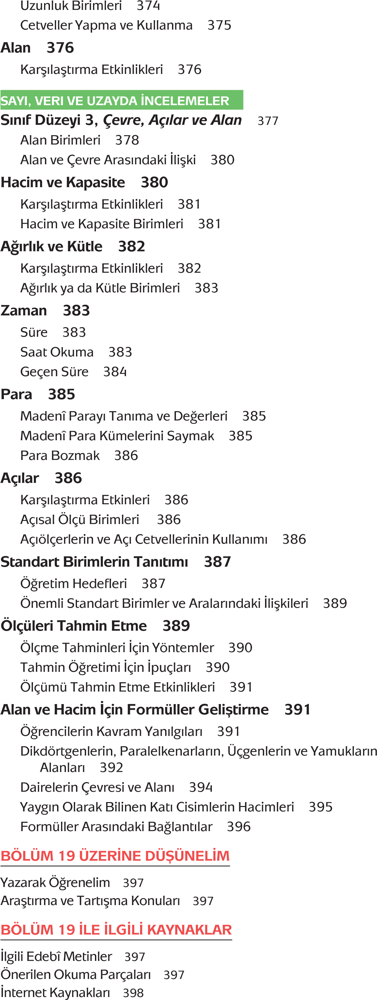 Uzunluk Birimleri 374
Cetveller Yapma ve Kullanma 375
Alan 376
Karşılaştırma Etkinlikleri 376
SAYI, VERI VE UZAYDA İNCELEMELER
Sınıf Düzeyi 3, Çevre, Açılar ve Alan 377
Alan Birimleri 378
Alan ve Çevre Arasındaki İlişki 380
Hacim ve Kapasite 380
Karşılaştırma Etkinlikleri 381
Hacim ve Kapasite Birimleri 381
Ağırlık ve Kütle 382
Karşılaştırma Etkinlikleri 382
Ağırlık ya da Kütle Birimleri 383
Zaman 383
Süre 383
Saat Okuma 383
Geçen Süre 384
Para 385
Madenî Parayı Tanıma ve Değerleri 385
Madenî Para Kümelerini Saymak 385
Para Bozmak 386
Açılar 386
Karşılaştırma Etkinleri 386
Açısal Ölçü Birimleri 386
Açıölçerlerin ve Açı Cetvellerinin Kullanımı 386
Standart Birimlerin Tanıtımı 387
Öğretim Hedefleri 387
Önemli Standart Birimler ve Aralarındaki İlişkileri 389
Ölçüleri Tahmin Etme 389
Ölçme Tahminleri İçin Yöntemler 390
Tahmin Öğretimi İçin İpuçları 390
Ölçümü Tahmin Etme Etkinlikleri 391
Alan ve Hacim İçin Formüller Geliştirme 391
Öğrencilerin Kavram Yanılgıları 391
Dikdörtgenlerin, Paralelkenarların, Üçgenlerin ve Yamukların
Alanları 392
Dairelerin Çevresi ve Alanı 394
Yaygın Olarak Bilinen Katı Cisimlerin Hacimleri 395
Formüller Arasındaki Bağlantılar 396
BÖLÜM 19 ÜZERİNE DÜŞÜNELİM
Yazarak Öğrenelim 397
Araştırma ve Tartışma Konuları 397
BÖLÜM 19 İLE İLGİLİ KAYNAKLAR
İlgili Edebî Metinler 397
Önerilen Okuma Parçaları 397
İnternet Kaynakları 398